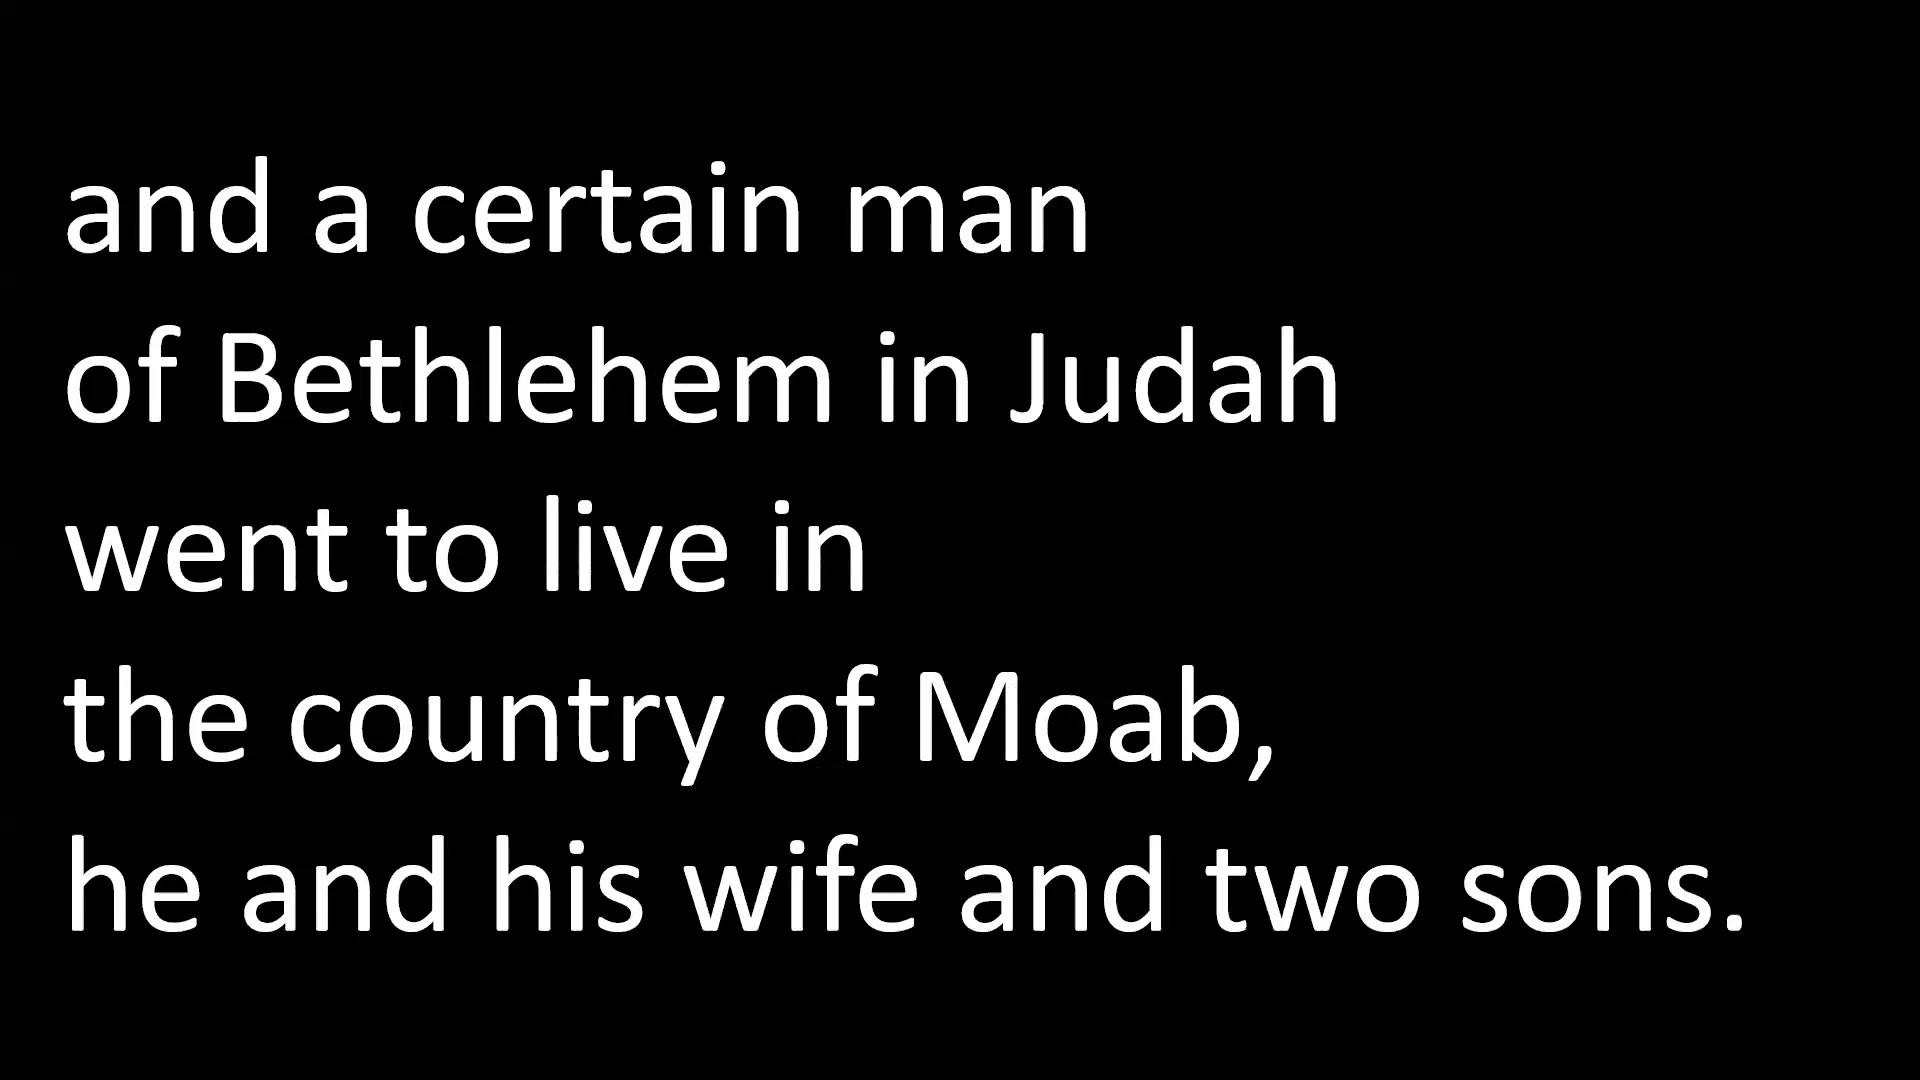 and a certain man
of Bethlehem in Judah
went to live in
the country of Moab,
he and his wife and two sons.